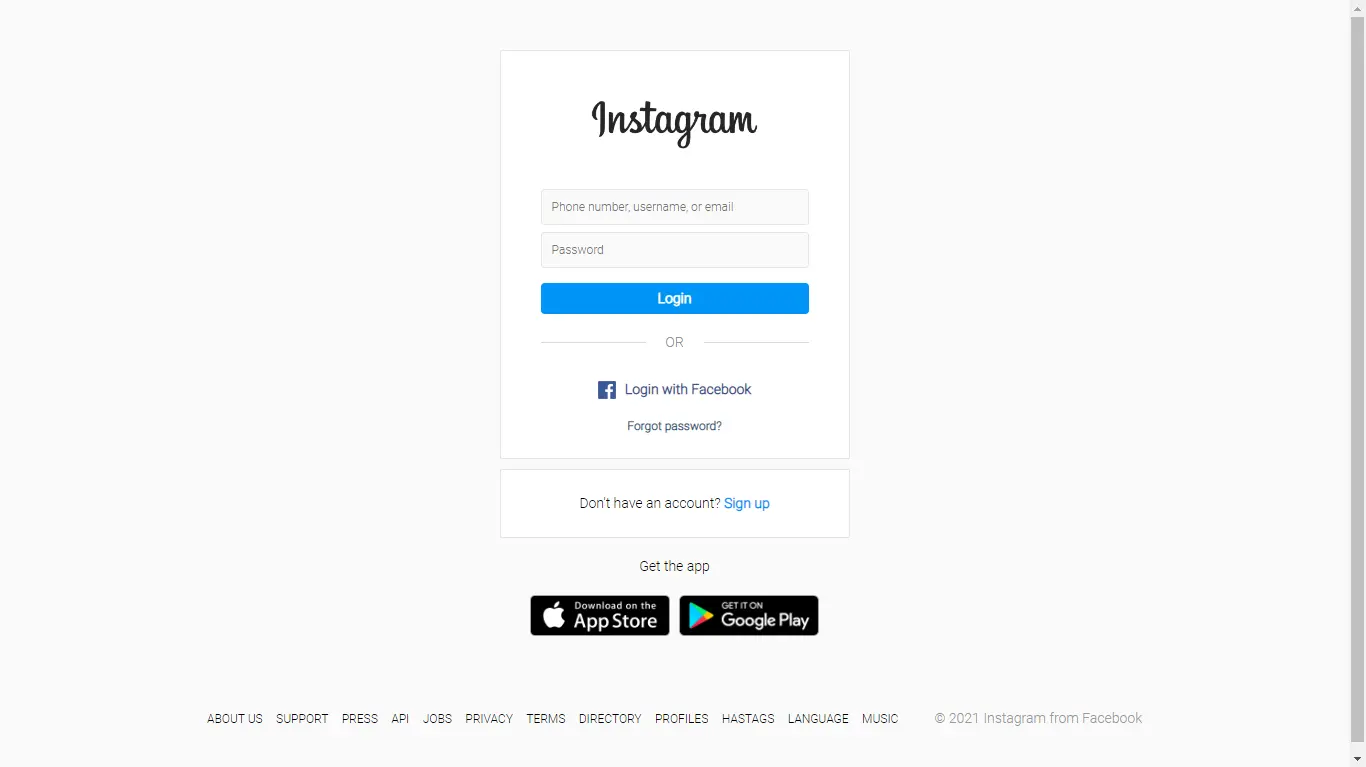 Instagram
Phone number, username, or email
Password
Login
OR
Login with Facebook
Forgot password?
Don't have an account? Sign up
Get the app
Download on the
App Store
GET IT ON
Google Play
ABOUT US SUPPORT PRESS API JOBS PRIVACY TERMS DIRECTORY PROFILES HASTAGS LANGUAGE MUSIC © 2021 Instagram from Facebook